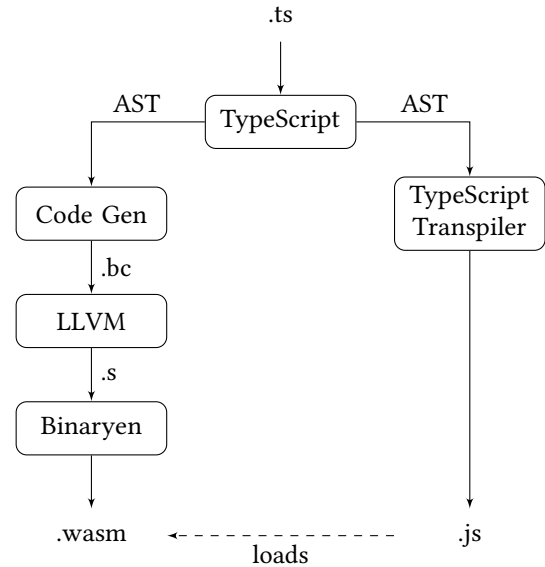 .ts
AST
AST
TypeScript
Code Gen
TypeScript
Transpiler
.bc
LLVM
.s
Binaryen
.wasm
.js
loads